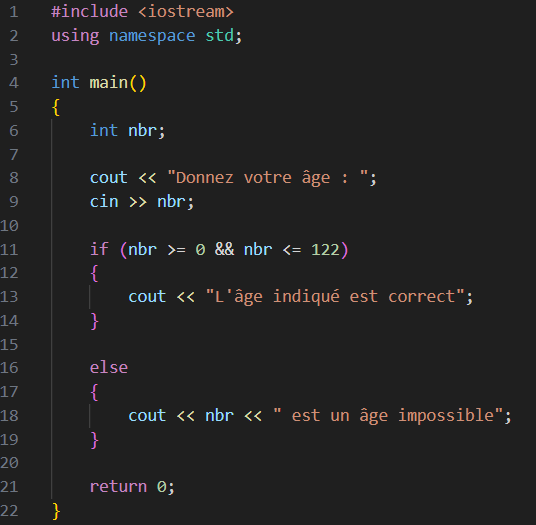 1 #include <iostream>
2 using namespace std;
3
4 int main()
5 {
6     int nbr;
7
8     cout << "Donnez votre âge : ";
9     cin >> nbr;
10
11     if (nbr >= 0 && nbr <= 122)
12     {
13         cout << "L'âge indiqué est correct";
14     }
15
16     else
17     {
18         cout << nbr << " est un âge impossible";
19     }
20
21     return 0;
22 }